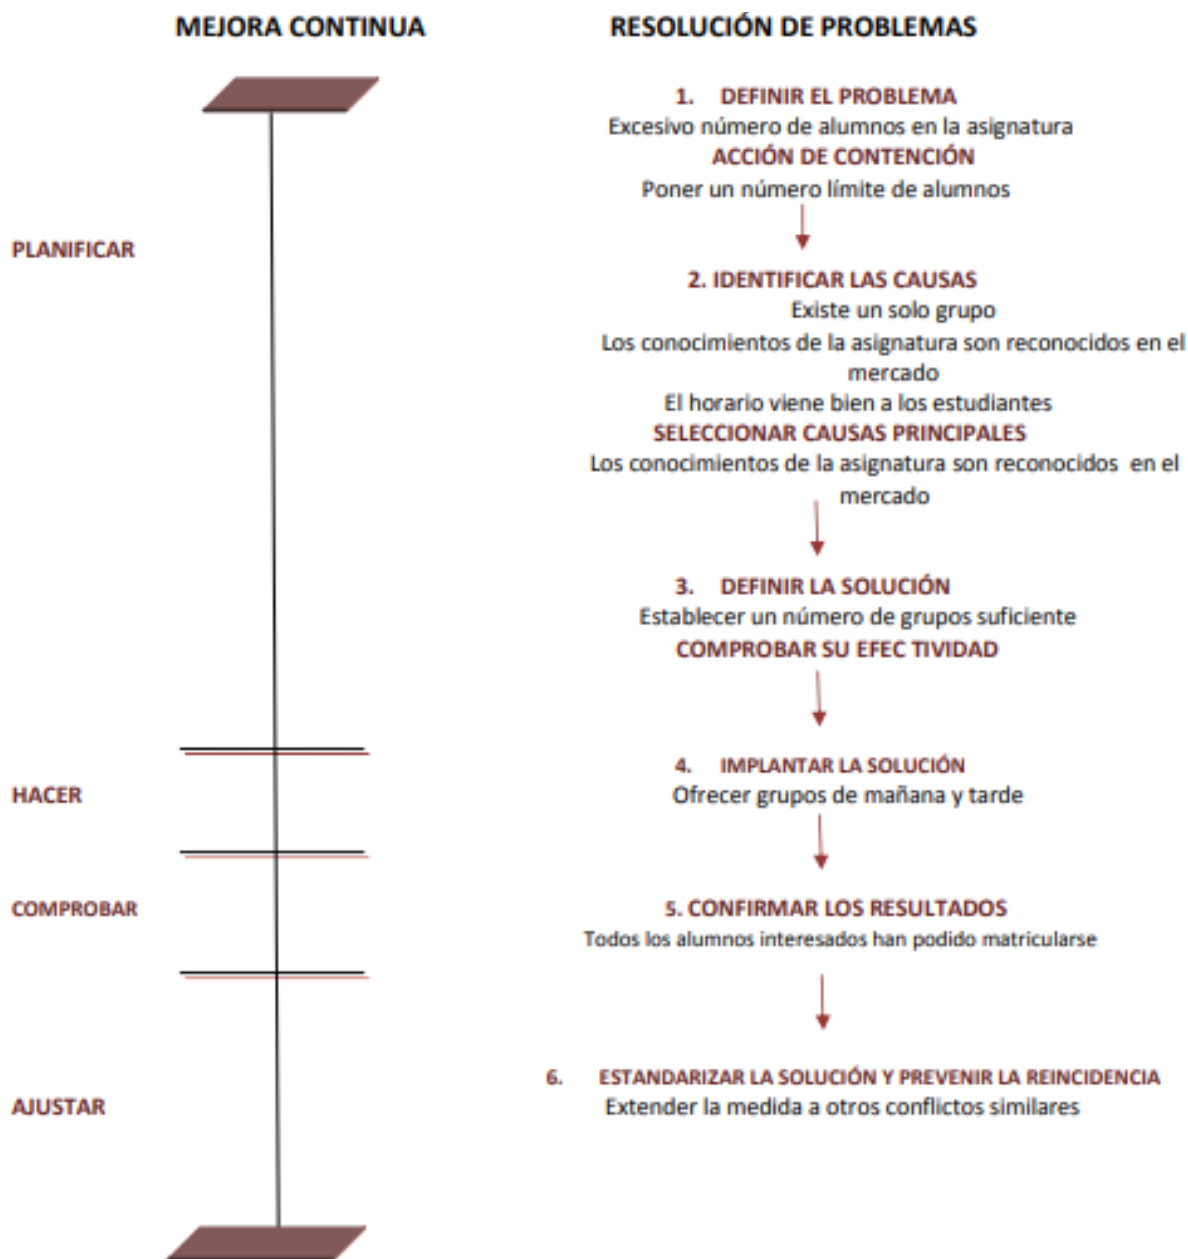 MEJORA CONTINUA
RESOLUCIÓN DE PROBLEMAS
1. DEFINIR EL PROBLEMA
Excesivo número de alumnos en la asignatura
ACCIÓN DE CONTENCIÓN
Poner un número límite de alumnos
PLANIFICAR
2. IDENTIFICAR LAS CAUSAS
Existe un solo grupo
Los conocimientos de la asignatura son reconocidos en el
mercado
El horario viene bien a los estudiantes
SELECCIONAR CAUSAS PRINCIPALES
Los conocimientos de la asignatura son reconocidos en el
mercado
3. DEFINIR LA SOLUCIÓN
Establecer un número de grupos suficiente
COMPROBAR SU EFEC TIVIDAD
HACER
4. IMPLANTAR LA SOLUCIÓN
Ofrecer grupos de mañana y tarde
COMPROBAR
5. CONFIRMAR LOS RESULTADOS
Todos los alumnos interesados han podido matricularse
AJUSTAR
6. ESTANDARIZAR LA SOLUCIÓN Y PREVENIR LA REINCIDENCIA
Extender la medida a otros conflictos similares